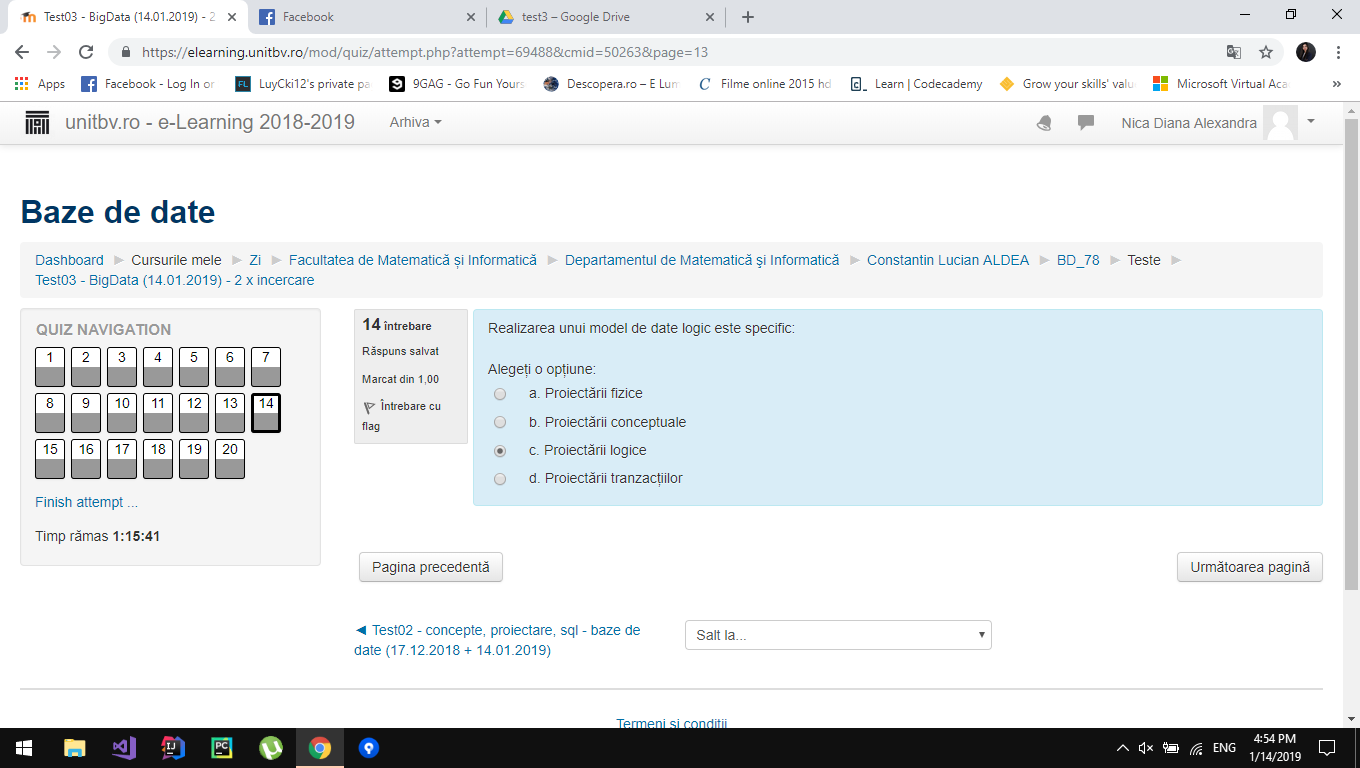 Test03 - BigData (14.01.2019) - 2
Facebook
test3 – Google Drive
https://elearning.unitbv.ro/mod/quiz/attempt.php?attempt=69488&cmid=50263&page=13
Apps
Facebook - Log In or
LuyCki12's private pa
9GAG - Go Fun Yours
Descopera.ro – E Lum
Filme online 2015 hd
Learn | Codecademy
Grow your skills' valu
Microsoft Virtual Aca
»
unitbv.ro - e-Learning 2018-2019
Arhiva
Nica Diana Alexandra
Baze de date
Dashboard ► Cursurile mele ► Zi ► Facultatea de Matematică și Informatică ► Departamentul de Matematică şi Informatică ► Constantin Lucian ALDEA ► BD_78 ► Teste ►
Test03 - BigData (14.01.2019) - 2 x incercare
QUIZ NAVIGATION
1 2 3 4 5 6 7
8 9 10 11 12 13 14
15 16 17 18 19 20
Finish attempt ...
Timp rămas 1:15:41
14 întrebare
Răspuns salvat
Marcat din 1,00
Întrebare cu
flag
Realizarea unui model de date logic este specific:
Alegeți o opțiune:
a. Proiectării fizice
b. Proiectării conceptuale
c. Proiectării logice
d. Proiectării tranzacțiilor
Pagina precedentă
Următoarea pagină
◄ Test02 - concepte, proiectare, sql - baze de
date (17.12.2018 + 14.01.2019)
Salt la...
Termeni si conditii
ENG
4:54 PM
1/14/2019